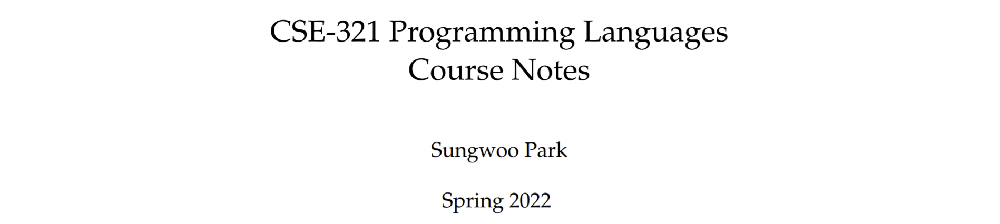 CSE-321 Programming Languages
Course Notes
Sungwoo Park
Spring 2022